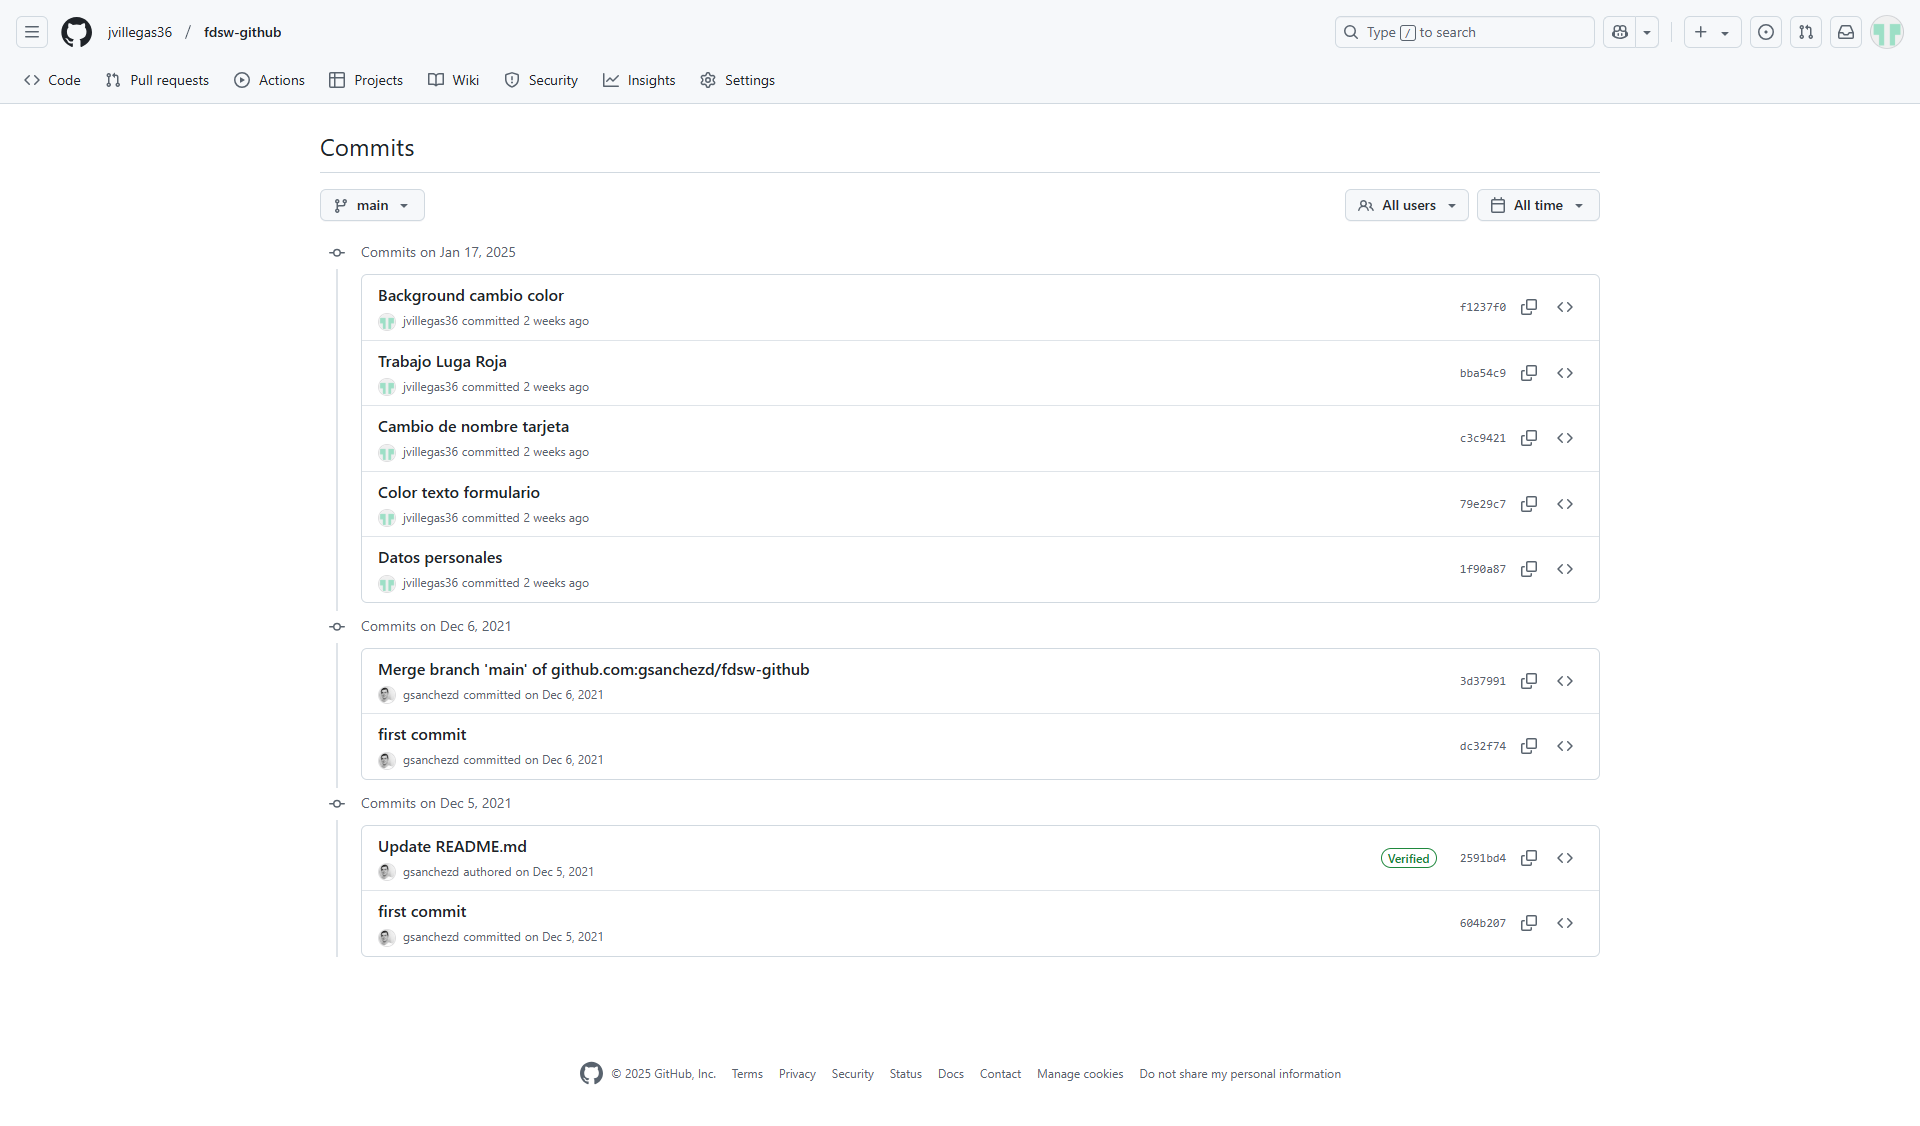 jvillegas36 / fdsw-github
Type / to search
Code Pull requests Actions Projects Wiki Security Insights Settings
Commits
main All users All time
Commits on Jan 17, 2025
Background cambio color
jvillegas36 committed 2 weeks ago
f1237f0
Trabajo Luga Roja
jvillegas36 committed 2 weeks ago
bba54c9
Cambio de nombre tarjeta
jvillegas36 committed 2 weeks ago
c3c9421
Color texto formulario
jvillegas36 committed 2 weeks ago
79e29c7
Datos personales
jvillegas36 committed 2 weeks ago
1f90a87
Commits on Dec 6, 2021
Merge branch 'main' of github.com:gsanchezd/fdsw-github
gsanchezd committed on Dec 6, 2021
3d37991
first commit
gsanchezd committed on Dec 6, 2021
dc32f74
Commits on Dec 5, 2021
Update README.md
gsanchezd authored on Dec 5, 2021
Verified 2591bd4
first commit
gsanchezd committed on Dec 5, 2021
604b207
© 2025 GitHub, Inc. Terms Privacy Security Status Docs Contact Manage cookies Do not share my personal information